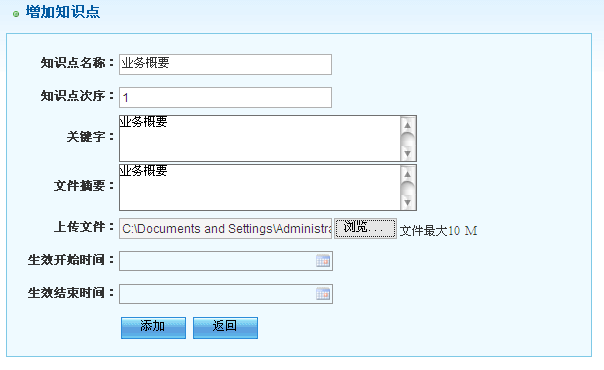 增加知识点
知识点名称： 业务概要
知识点次序： 1
关键字： 业务概要
文件摘要： 业务概要
上传文件： C:\Documents and Settings\Administra 浏览... 文件最大10 M
生效开始时间：
生效结束时间：
添加 返回